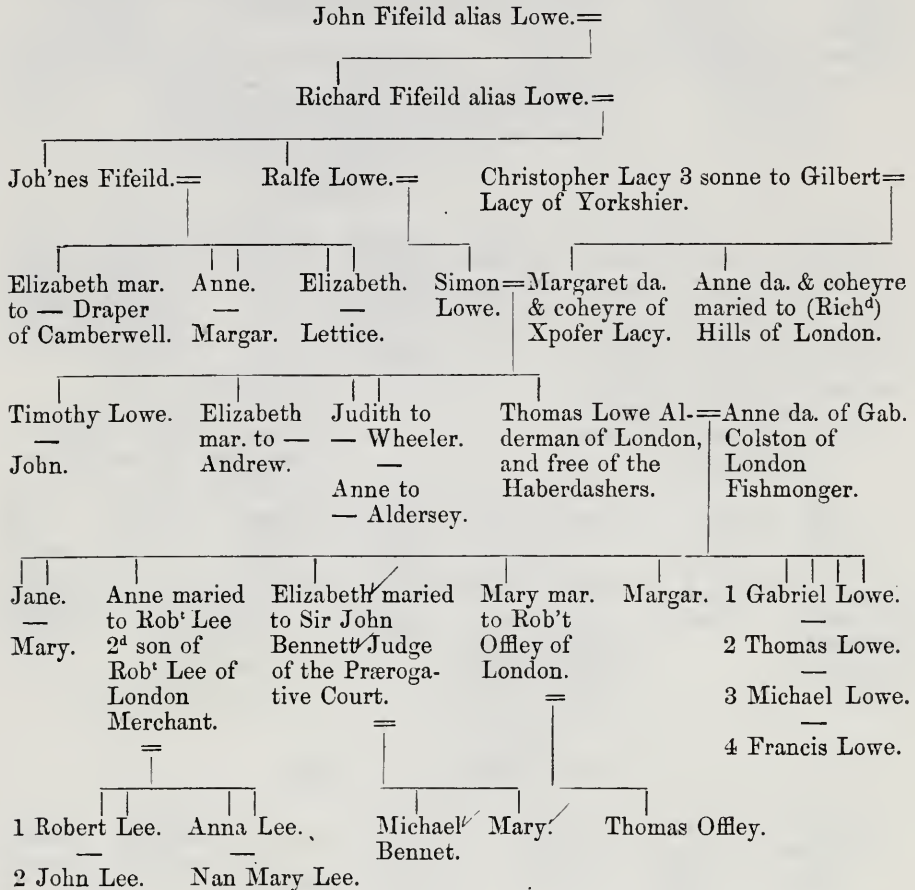 John Fifeild alias Lowe.=
Richard Fifeild alias Lowe.=
Joh'nes Fifeild.=
Ralfe Lowe.=
Christopher Lacy 3 sonne to Gilbert=
Lacy of Yorkshier.
Elizabeth mar.
to — Draper
of Camberwell.
Anne.
—
Margar.
Elizabeth.
—
Lettice.
Simon=
Lowe.
Margaret da.
& coheyre of
Xpofer Lacy.
Anne da. & coheyre
maried to (Richᵈ)
Hills of London.
Timothy Lowe.
—
John.
Elizabeth
mar. to —
Andrew.
Judith to
— Wheeler.
—
Anne to
— Aldersey.
Thomas Lowe Al-=
derman of London,
and free of the
Haberdashers.
Anne da. of Gab.
Colston of
London
Fishmonger.
Jane.
—
Mary.
Anne maried
to Robᵗ Lee
2ᵈ son of
Robᵗ Lee of
London
Merchant.
=
Elizabeth maried
to Sir John
Bennett Judge
of the Præroga-
tive Court.
=
Mary mar.
to Rob't
Offley of
London.
=
Margar.
1 Gabriel Lowe.
—
2 Thomas Lowe.
—
3 Michael Lowe.
—
4 Francis Lowe.
1 Robert Lee.
—
2 John Lee.
Anna Lee.
—
Nan Mary Lee.
Michael
Bennet.
Mary.
Thomas Offley.